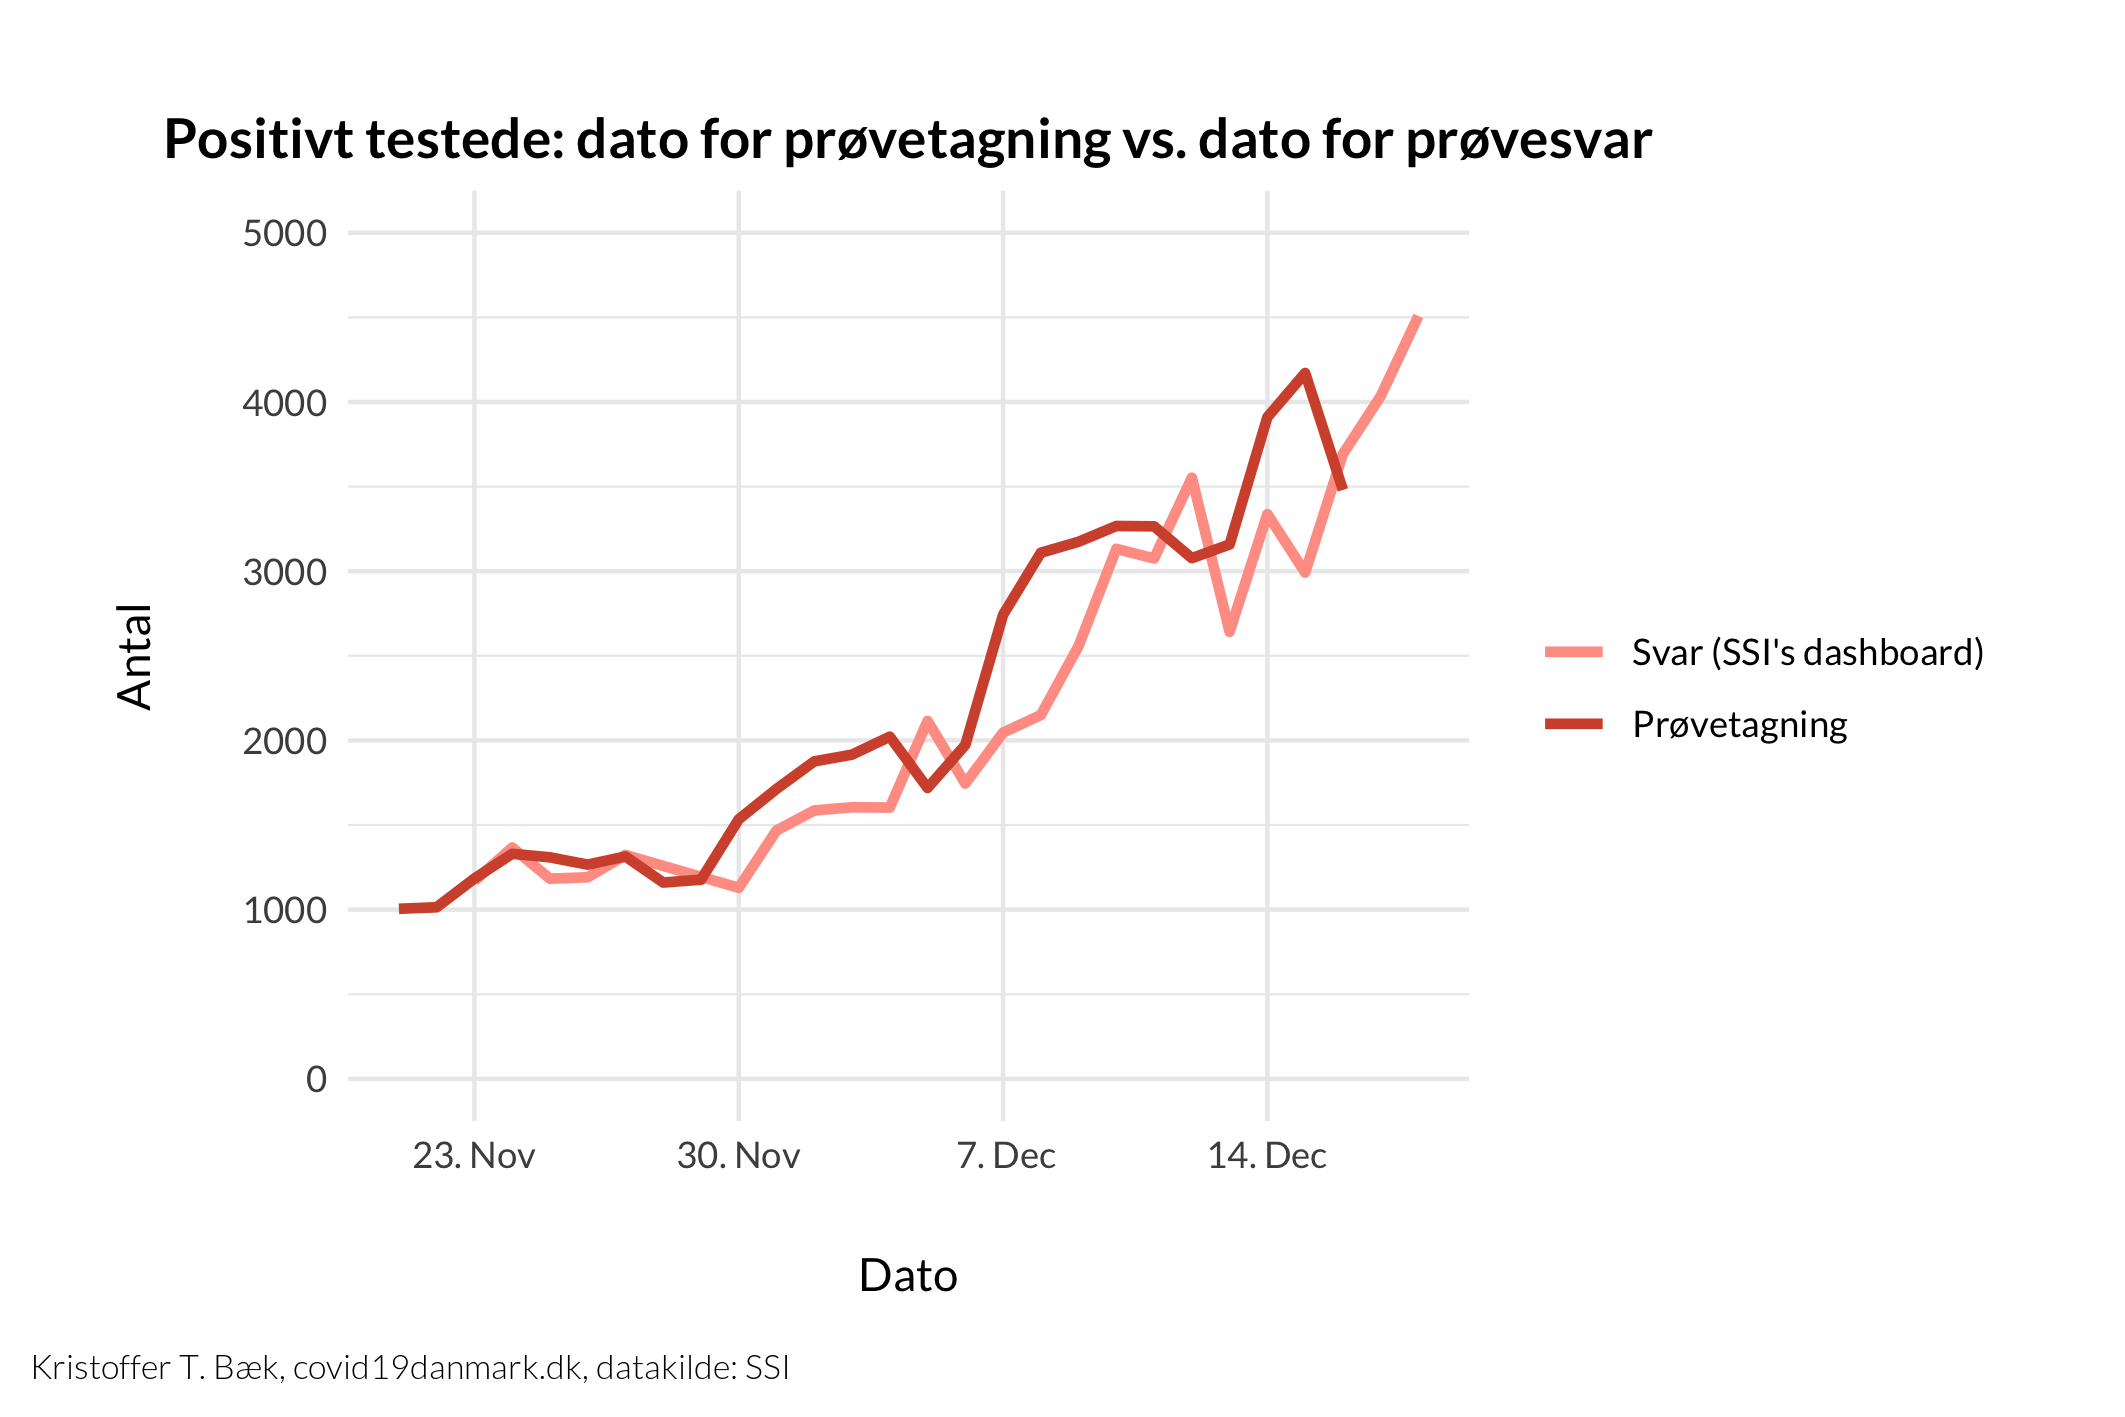 Positivt testede: dato for prøvetagning vs. dato for prøvesvar
5000
4000
3000
2000
1000
0
Antal
23. Nov
30. Nov
7. Dec
14. Dec
Dato
Svar (SSI's dashboard)
Prøvetagning
Kristoffer T. Bæk, covid19danmark.dk, datakilde: SSI